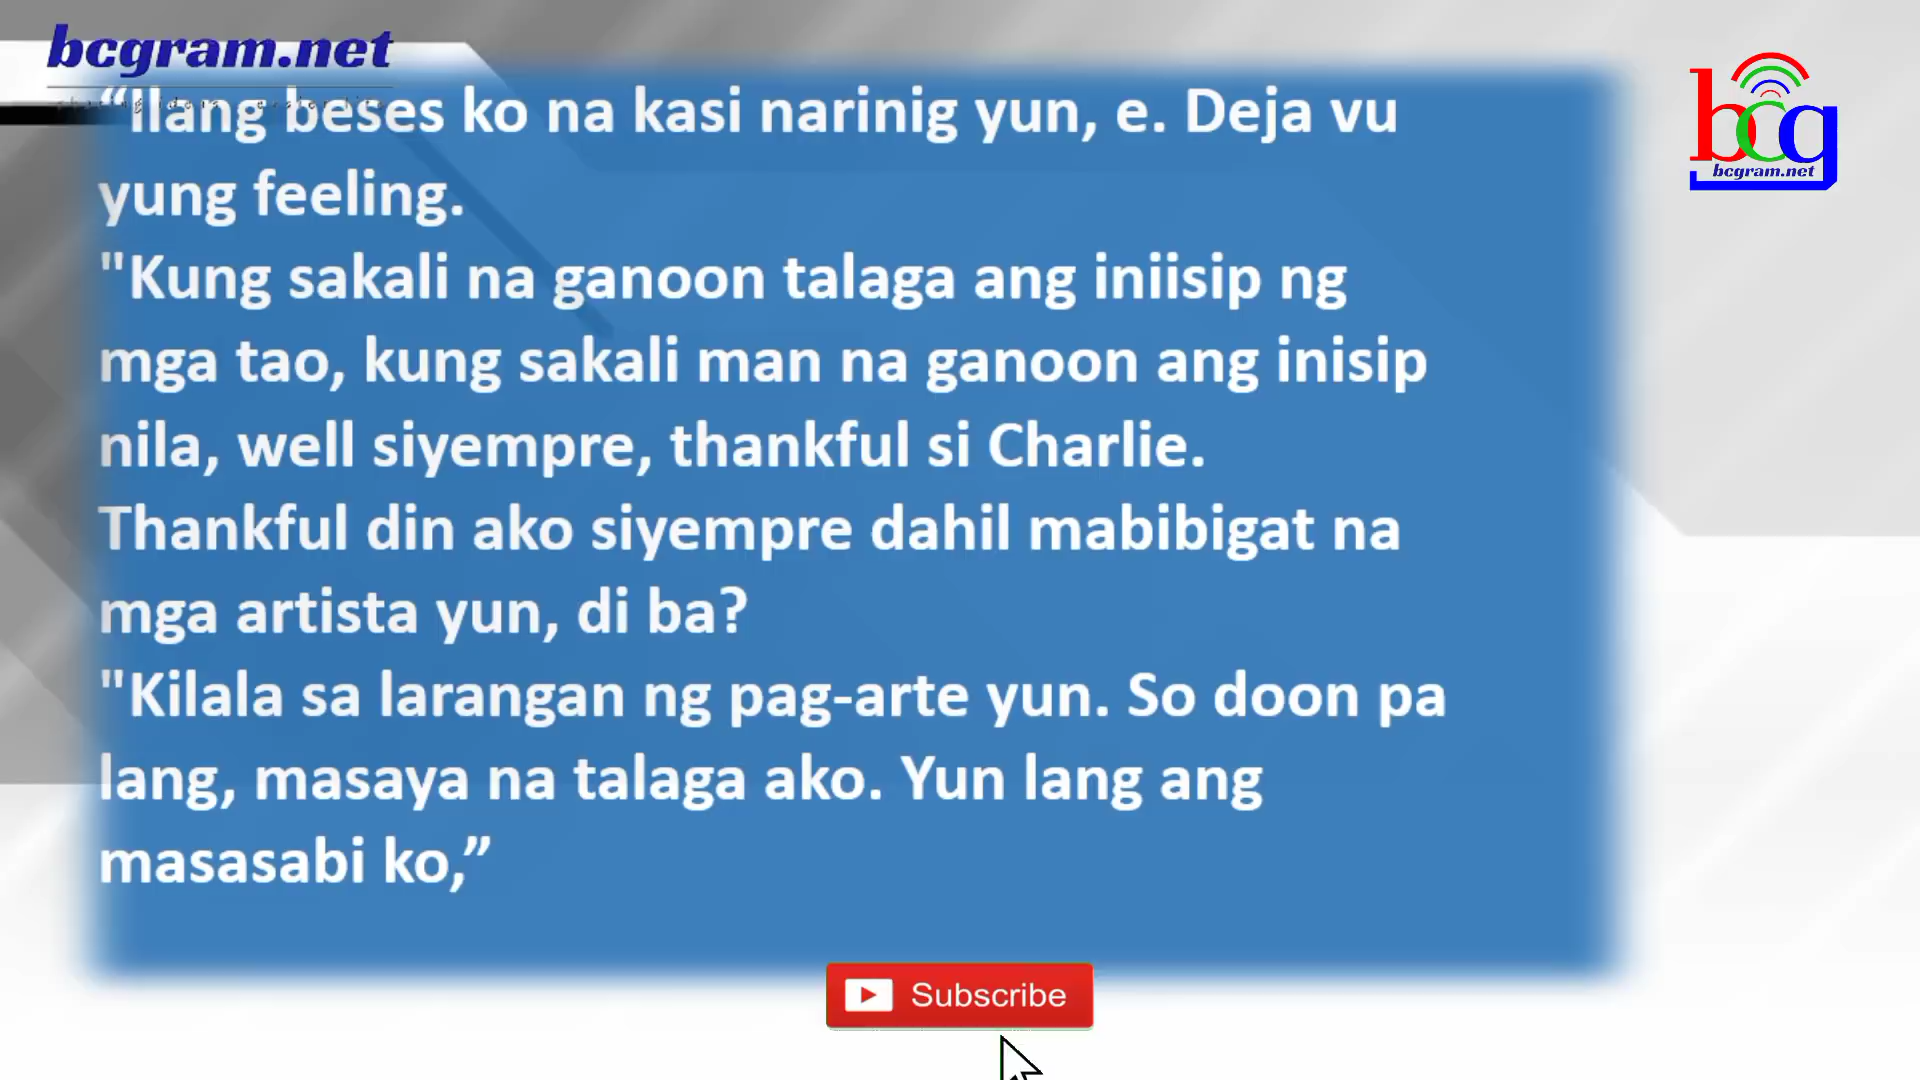 bcgram.net
“Ilang beses ko na kasi narinig yun, e. Deja vu
yung feeling.
"Kung sakali na ganoon talaga ang iniisip ng
mga tao, kung sakali man na ganoon ang inisip
nila, well siyempre, thankful si Charlie.
Thankful din ako siyempre dahil mabibigat na
mga artista yun, di ba?
"Kilala sa larangan ng pag-arte yun. So doon pa
lang, masaya na talaga ako. Yun lang ang
masasabi ko,”
bcg
bcgram.net
Subscribe